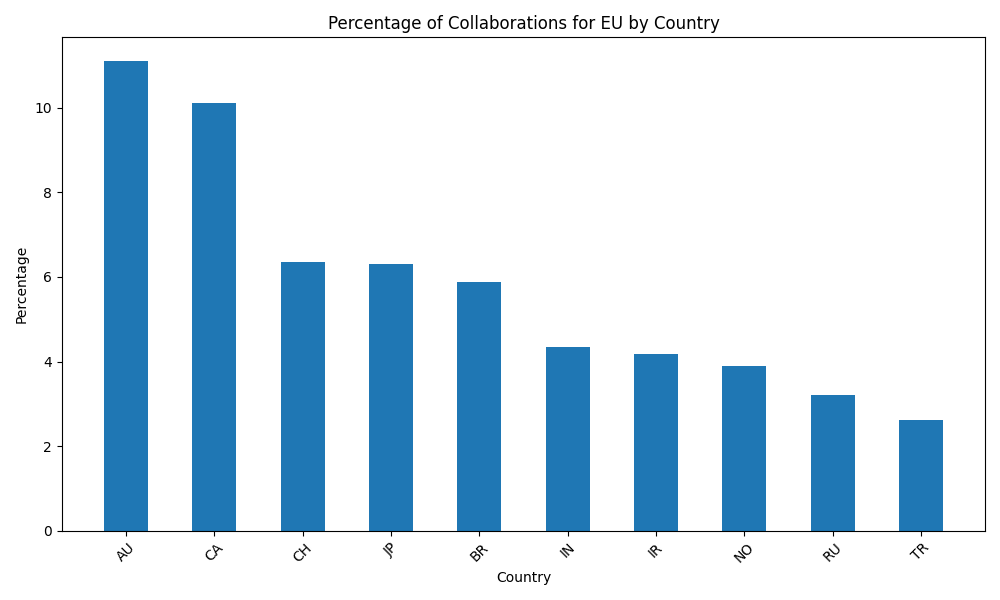 Percentage of Collaborations for EU by Country
Percentage
10
8
6
4
2
0
AU CA CH JP BR IN IR NO RU TR
Country